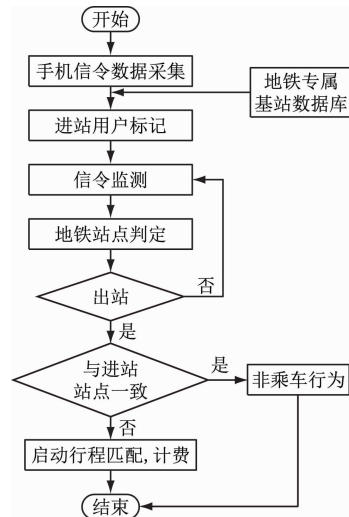 开始
手机信令数据采集
地铁专属
基站数据库
进站用户标记
信令监测
地铁站点判定
出站
否
是
与进站
站点一致
是
非乘车行为
否
启动行程匹配,计费
结束